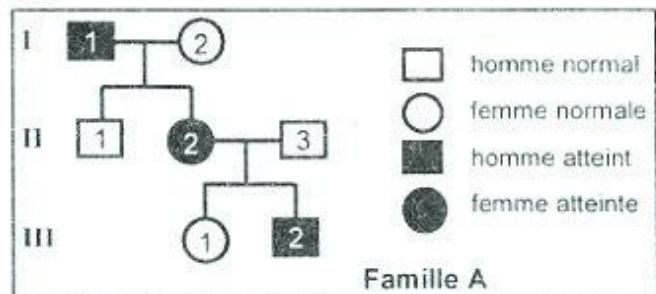 I 1 2
homme normal
femme normale
II 1 2 3
homme atteint
femme atteinte
III 1 2
Famille A